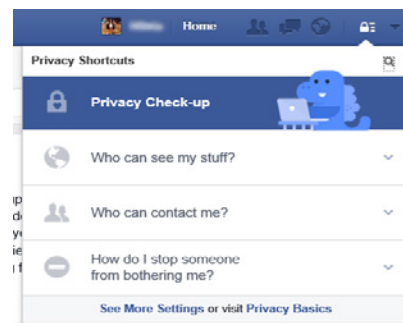 Home
Privacy Shortcuts
Privacy Check-up
Who can see my stuff?
Who can contact me?
How do I stop someone
from bothering me?
See More Settings or visit Privacy Basics